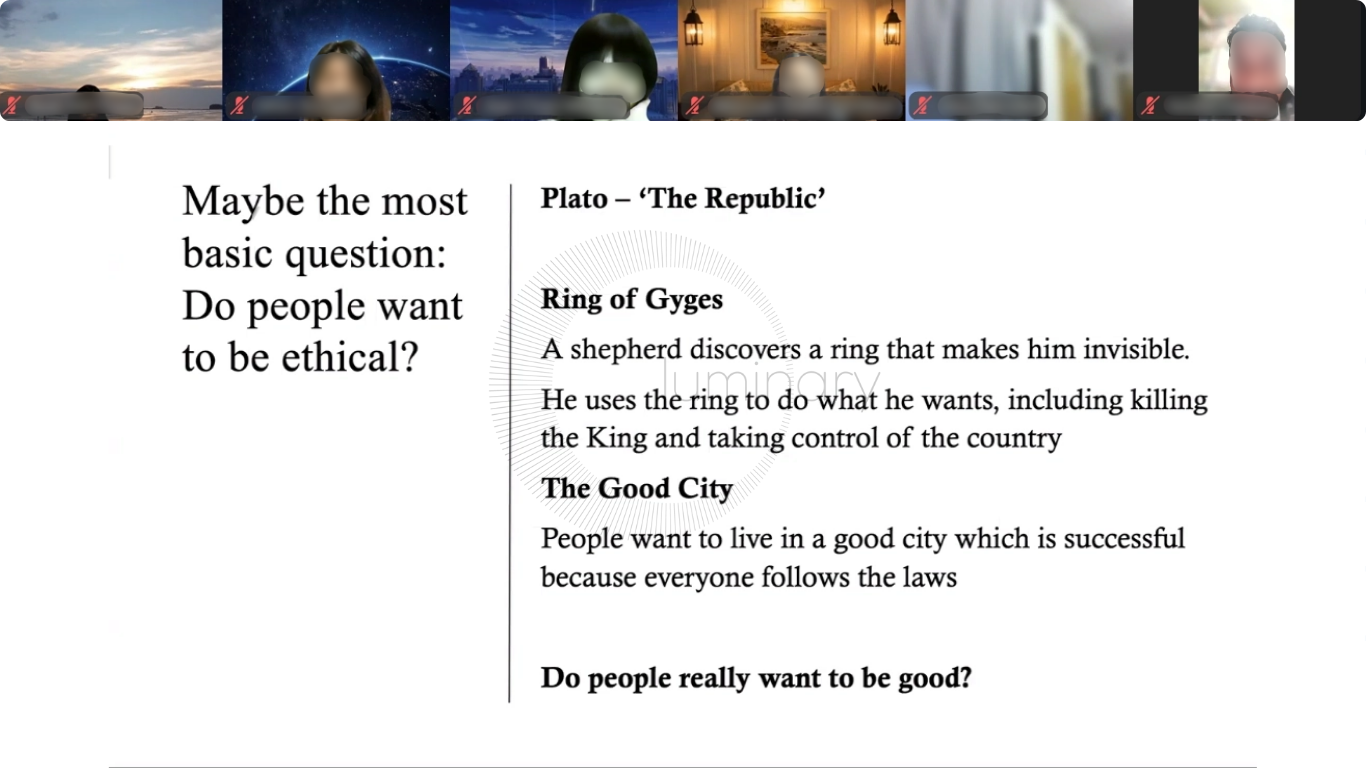 Maybe the most
basic question:
Do people want
to be ethical?
Plato – ‘The Republic’
Ring of Gyges
A shepherd discovers a ring that makes him invisible.
luminary
He uses the ring to do what he wants, including killing
the King and taking control of the country
The Good City
People want to live in a good city which is successful
because everyone follows the laws
Do people really want to be good?